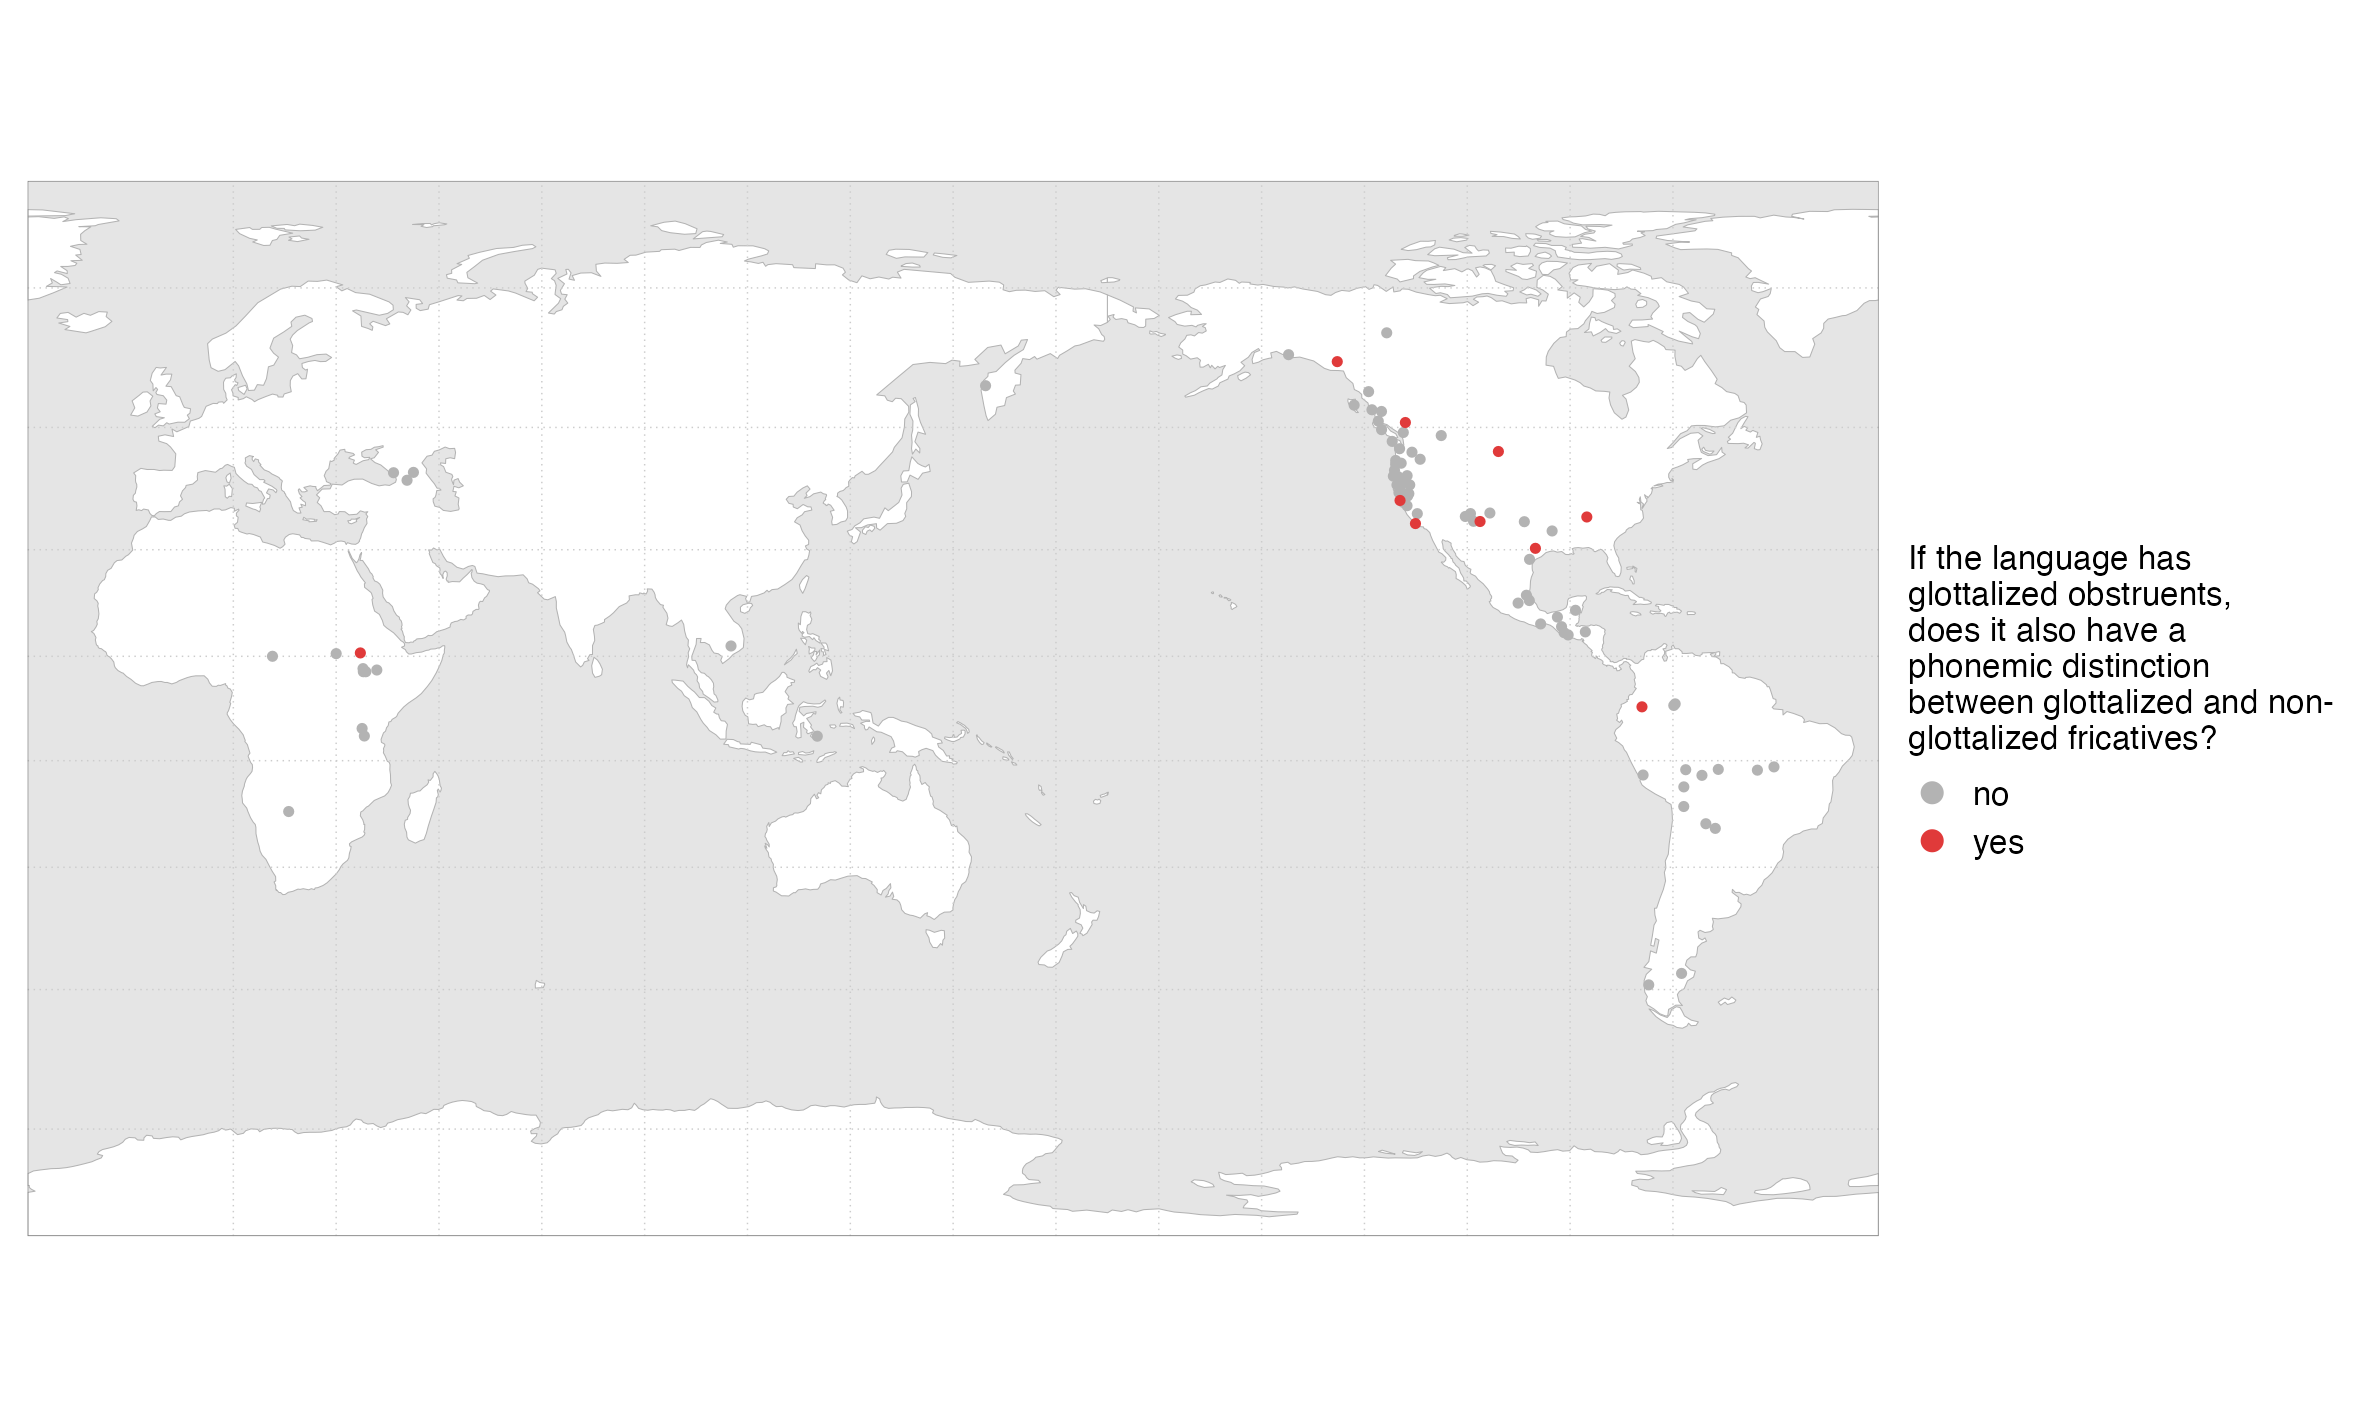 If the language has
glottalized obstruents,
does it also have a
phonemic distinction
between glottalized and non-
glottalized fricatives?
no
yes